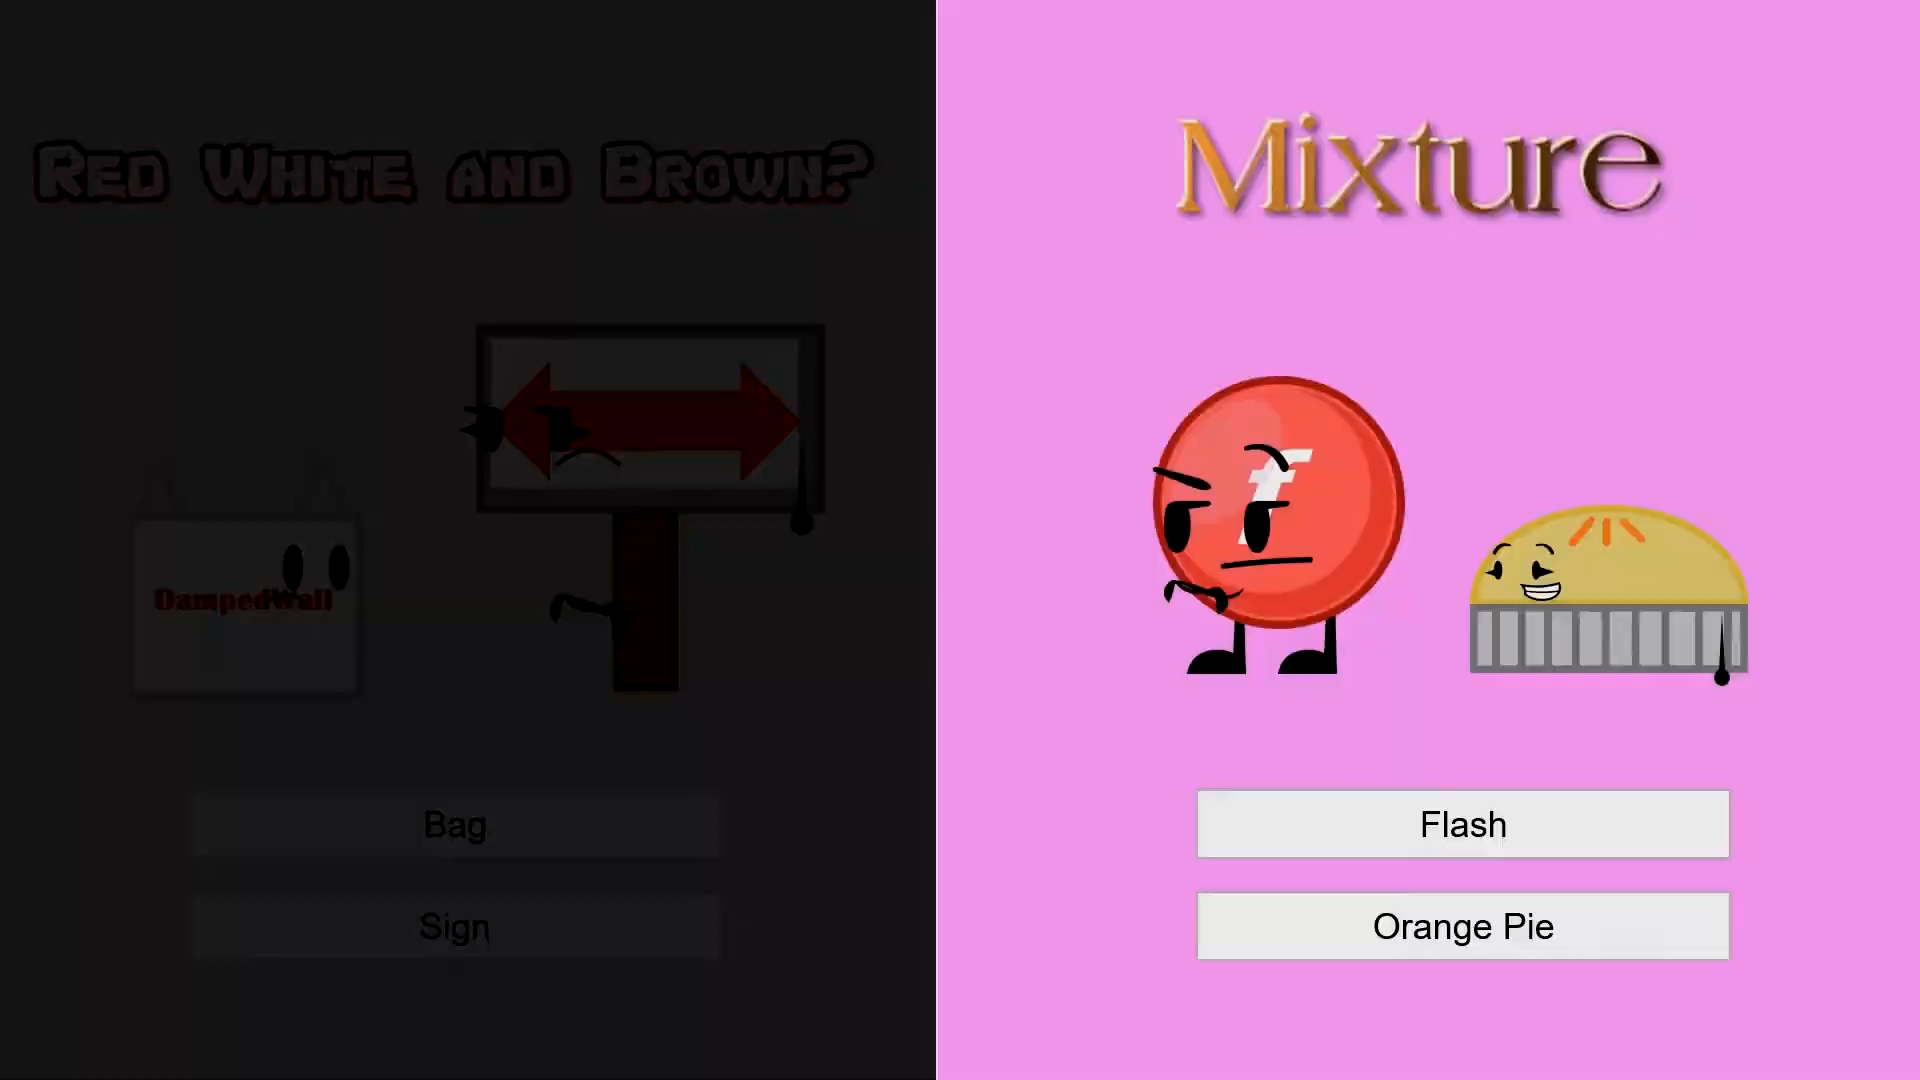 Red White and Brown?
DampedWall
Bag
Sign
Mixture
f
Flash
Orange Pie